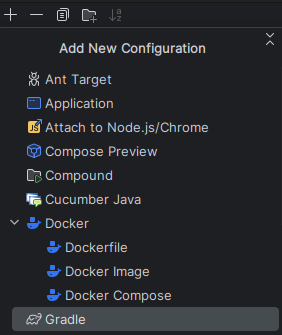 Add New Configuration
Ant Target
Application
Attach to Node.js/Chrome
Compose Preview
Compound
Cucumber Java
Docker
Dockerfile
Docker Image
Docker Compose
Gradle